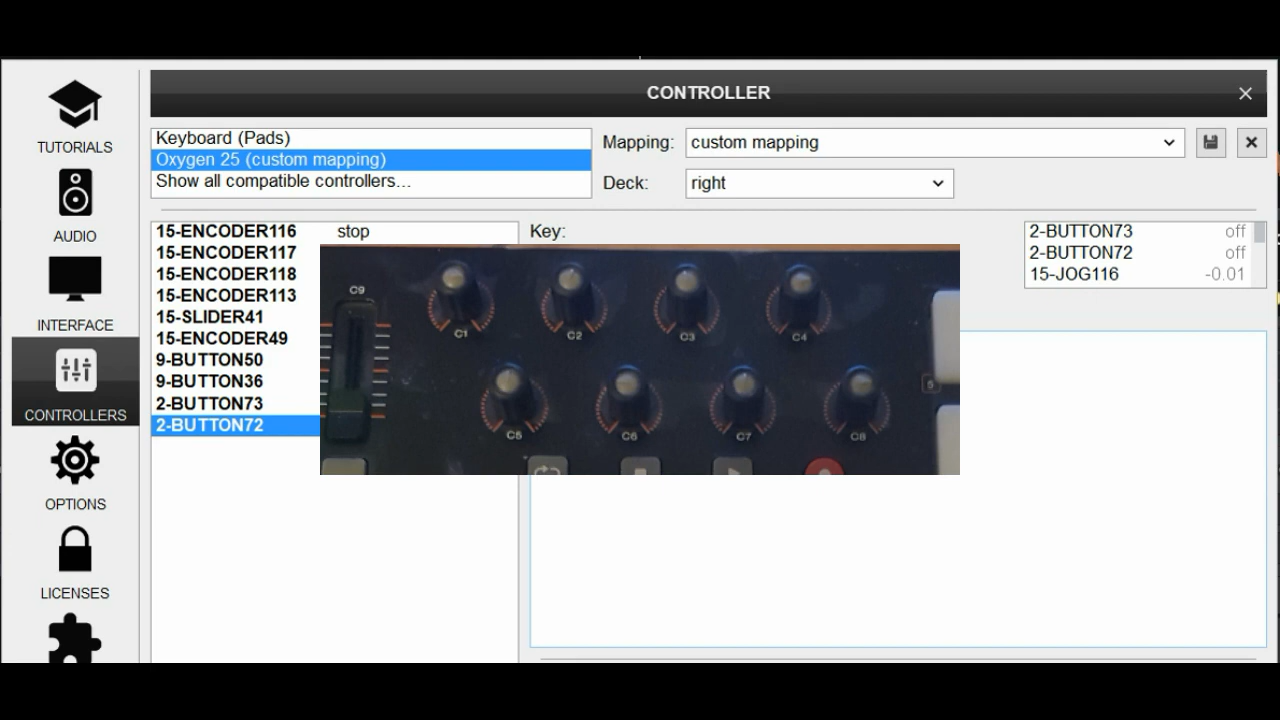 CONTROLLER
TUTORIALS
AUDIO
INTERFACE
CONTROLLERS
OPTIONS
LICENSES
Keyboard (Pads)
Oxygen 25 (custom mapping)
Show all compatible controllers...
Mapping: custom mapping
Deck: right
15-ENCODER116 stop
15-ENCODER117
15-ENCODER118
15-ENCODER113
15-SLIDER41
15-ENCODER49
9-BUTTON50
9-BUTTON36
2-BUTTON73
2-BUTTON72
Key:
2-BUTTON73 off
2-BUTTON72 off
15-JOG116 -0.01
C9
C1 C2 C3 C4
C5 C6 C7 C8